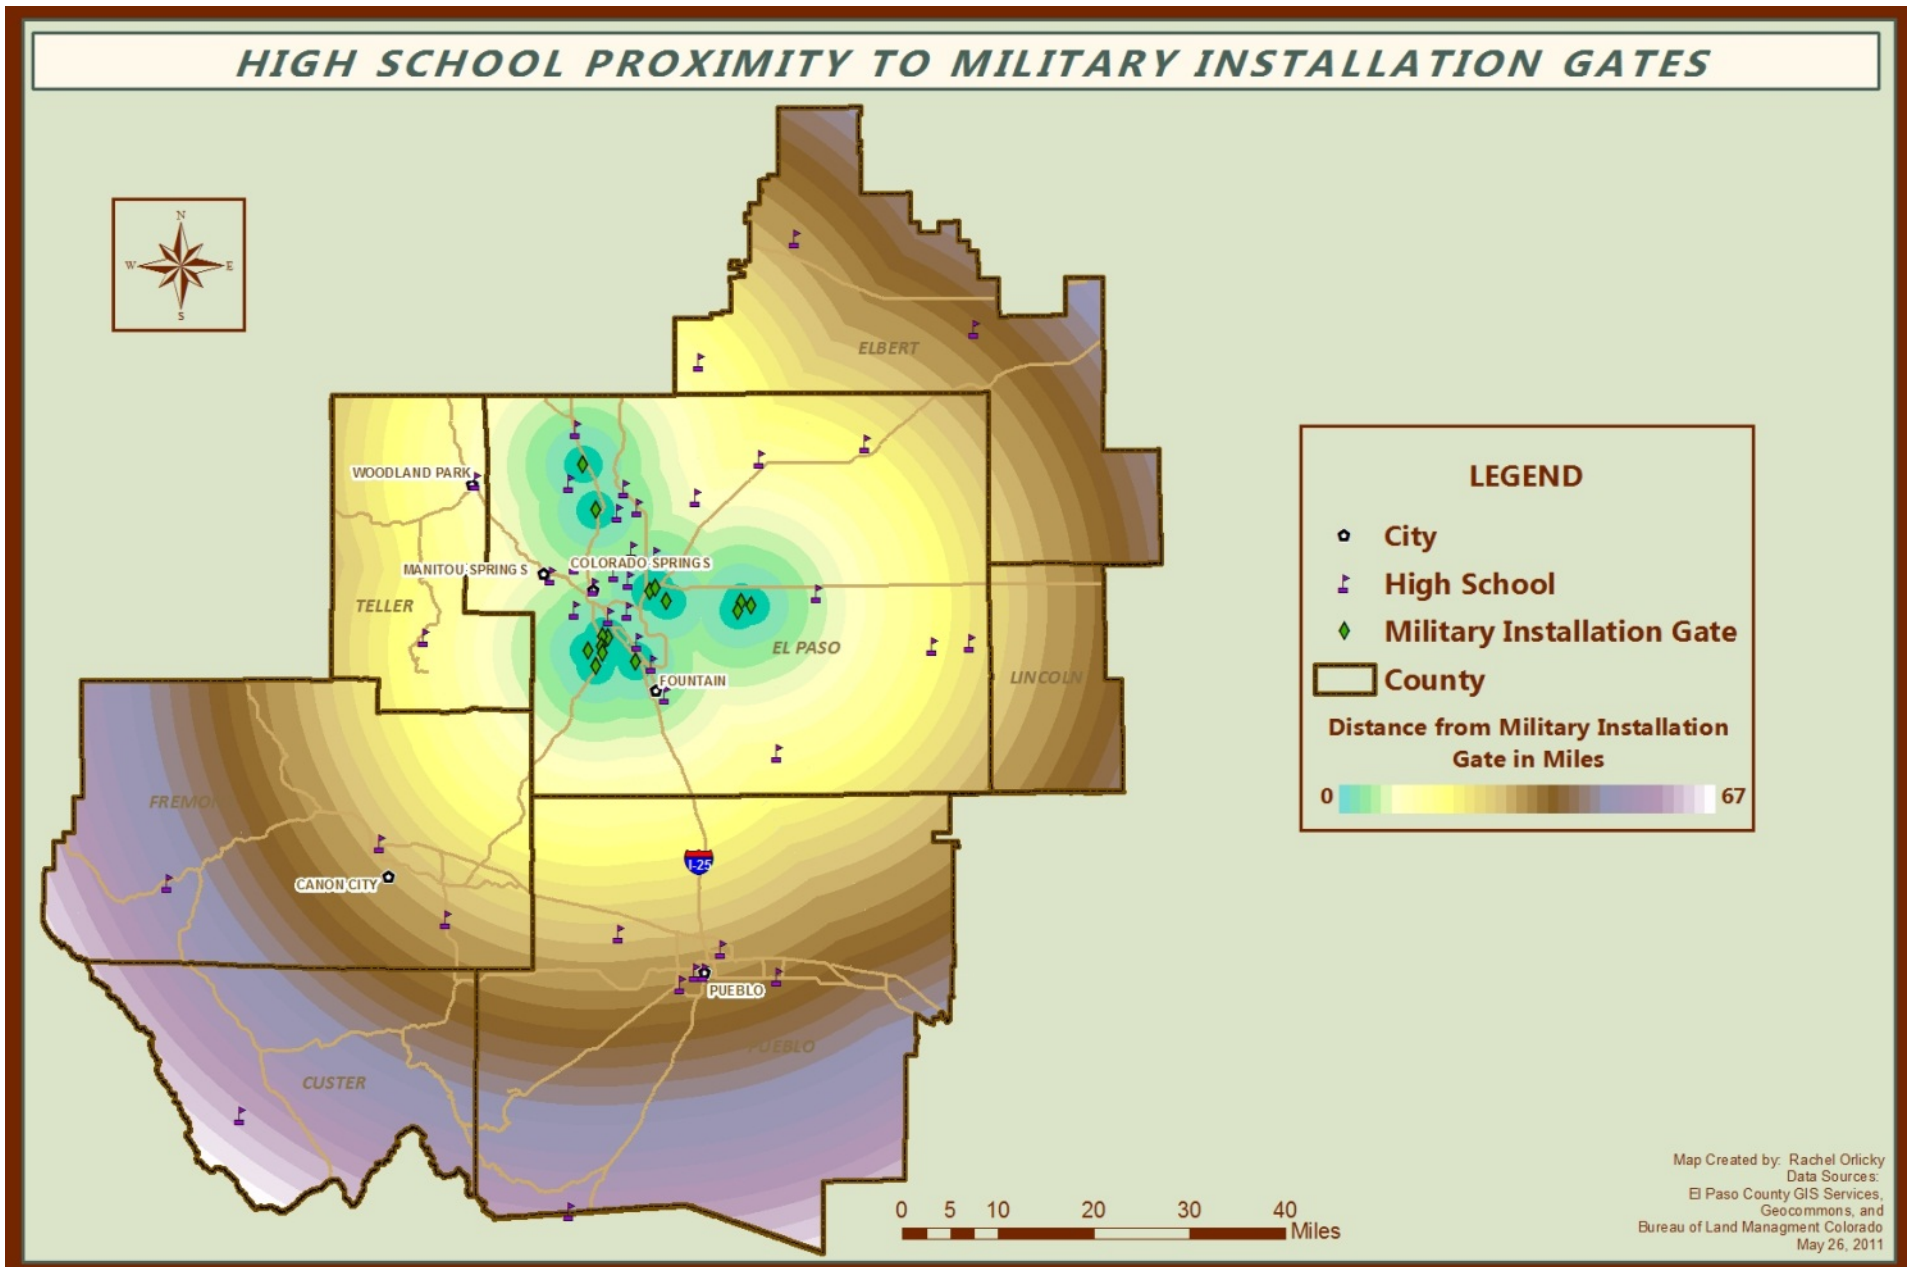 HIGH SCHOOL PROXIMITY TO MILITARY INSTALLATION GATES
N
W
E
S
ELBERT
WOODLAND PARK
MANITOU SPRINGS
COLORADO SPRINGS
TELLER
EL PASO
LINCOLN
FOUNTAIN
FREMON
I-25
CANON CITY
PUEBLO
PUEBLO
CUSTER
LEGEND
City
High School
Military Installation Gate
County
Distance from Military Installation
Gate in Miles
0
67
0 5 10 20 30 40
Miles
Map Created by: Rachel Orlicky
Data Sources:
El Paso County GIS Services,
Geocommons, and
Bureau of Land Managment Colorado
May 26, 2011